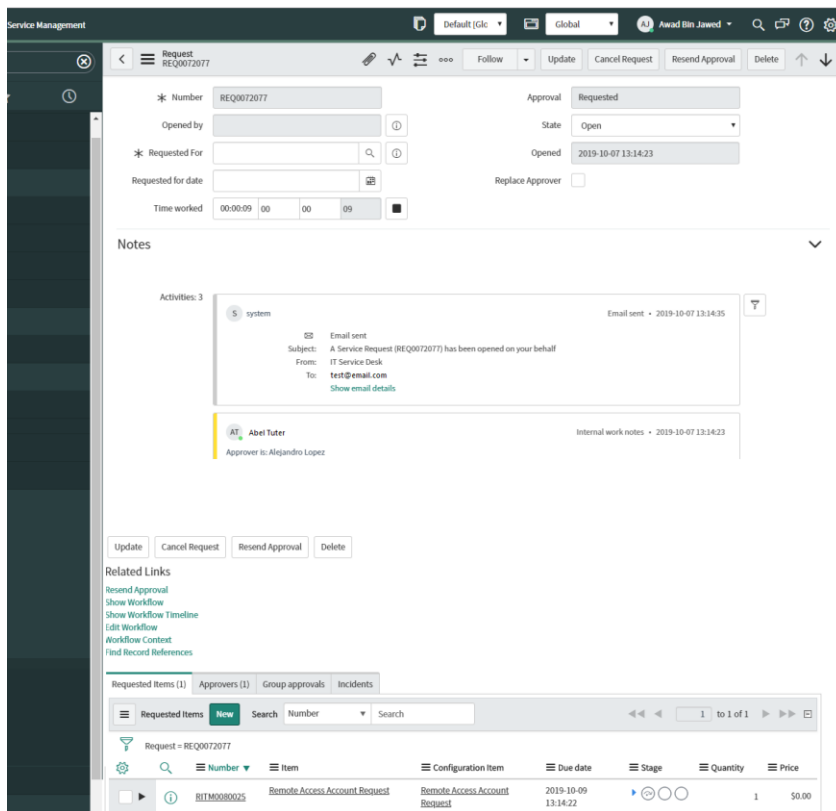 Service Management
Default [Glc
Global
AJ
Awad Bin Jawed
Request
REQ0072077
Follow
Update
Cancel Request
Resend Approval
Delete
Number
REQ0072077
Approval
Requested
Opened by
State
Open
Requested For
Opened
2019-10-07 13:14:23
Requested for date
Replace Approver
Time worked
00:00:09
00
00
09
Notes
Activities: 3
S
system
Email sent • 2019-10-07 13:14:35
Email sent
Subject: A Service Request (REQ0072077) has been opened on your behalf
From: IT Service Desk
To: test@email.com
Show email details
AT
Abel Tuter
Internal work notes • 2019-10-07 13:14:23
Approver is: Alejandro Lopez
Update
Cancel Request
Resend Approval
Delete
Related Links
Resend Approval
Show Workflow
Show Workflow Timeline
Edit Workflow
Workflow Context
Find Record References
Requested Items (1)
Approvers (1)
Group approvals
Incidents
Requested Items
New
Search
Number
Search
1 to 1 of 1
Request = REQ0072077
Number
Item
Configuration Item
Due date
Stage
Quantity
Price
RITM0080025
Remote Access Account Request
Remote Access Account
Request
2019-10-09
13:14:22
1
$0.00